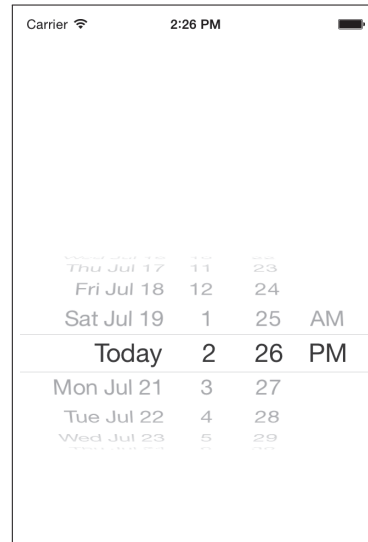 Carrier 2:26 PM
Thu Jul 17 11 23
Fri Jul 18 12 24
Sat Jul 19 1 25 AM
Today 2 26 PM
Mon Jul 21 3 27
Tue Jul 22 4 28
Wed Jul 23 5 29